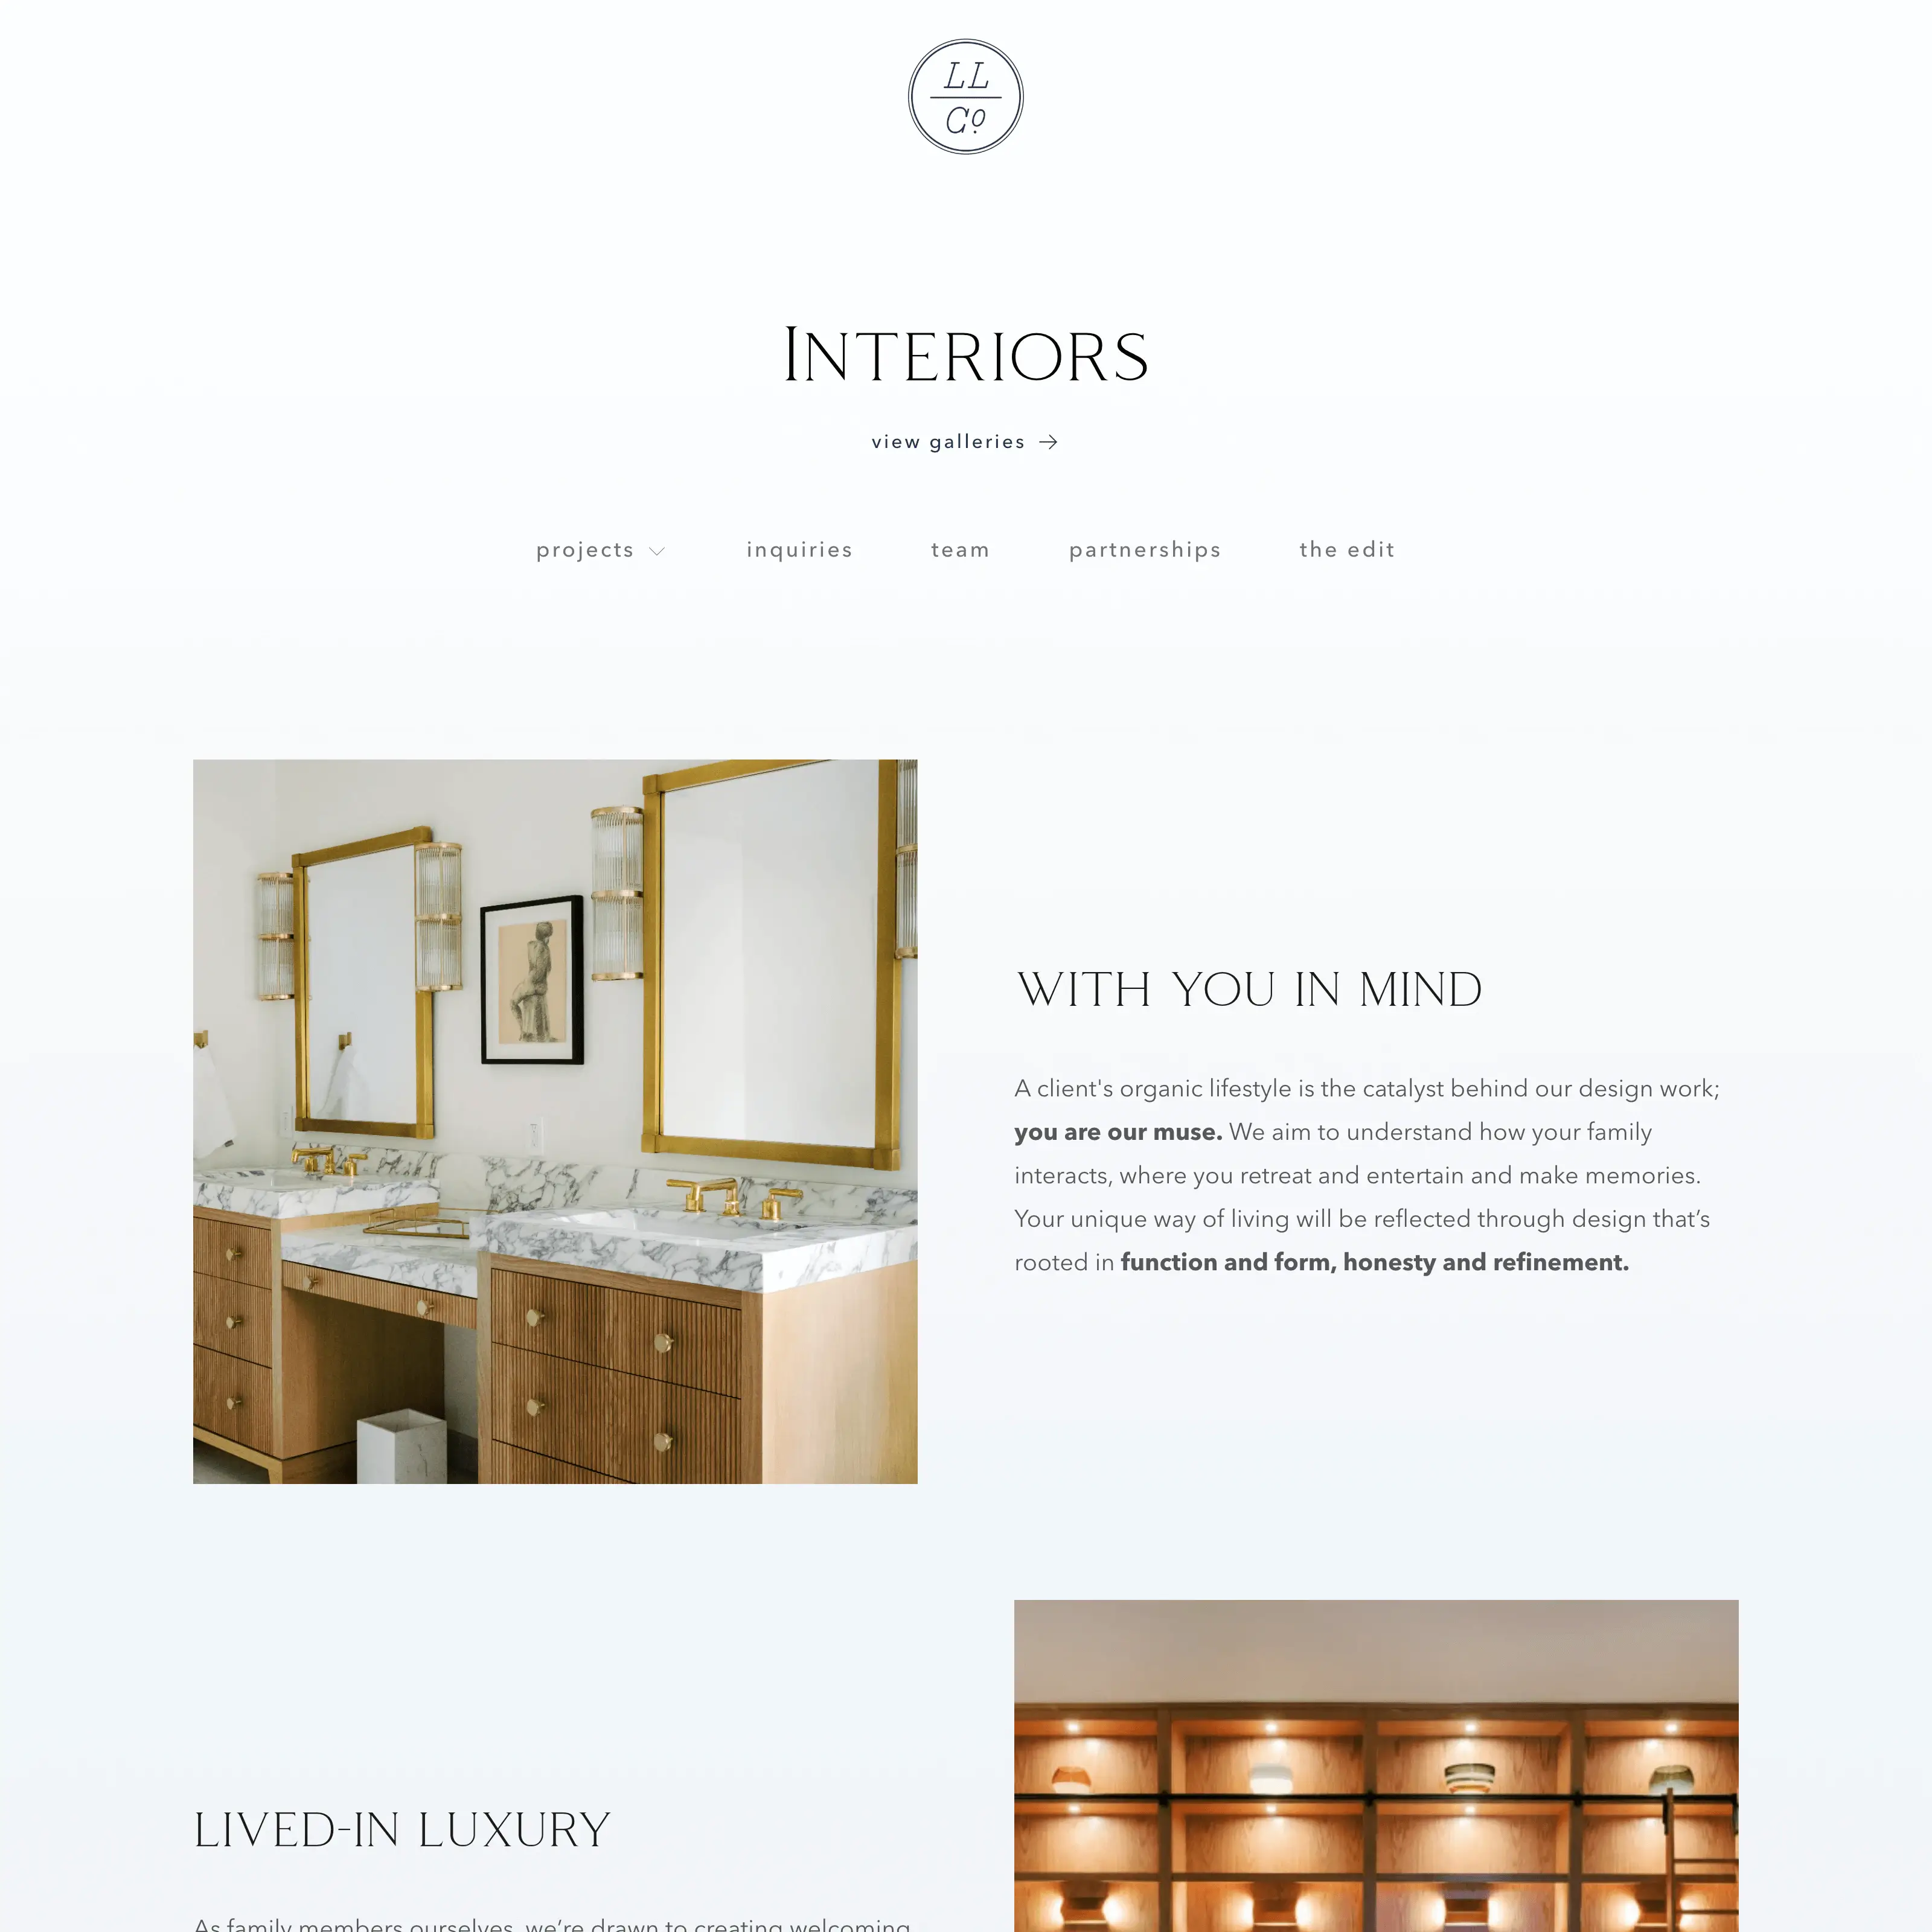 LL
Co.
INTERIORS
view galleries →
projects
inquiries
team
partnerships
the edit
WITH YOU IN MIND
A client's organic lifestyle is the catalyst behind our design work;
you are our muse. We aim to understand how your family
interacts, where you retreat and entertain and make memories.
Your unique way of living will be reflected through design that’s
rooted in function and form, honesty and refinement.
LIVED-IN LUXURY
As family members ourselves, we’re drawn to creating welcoming